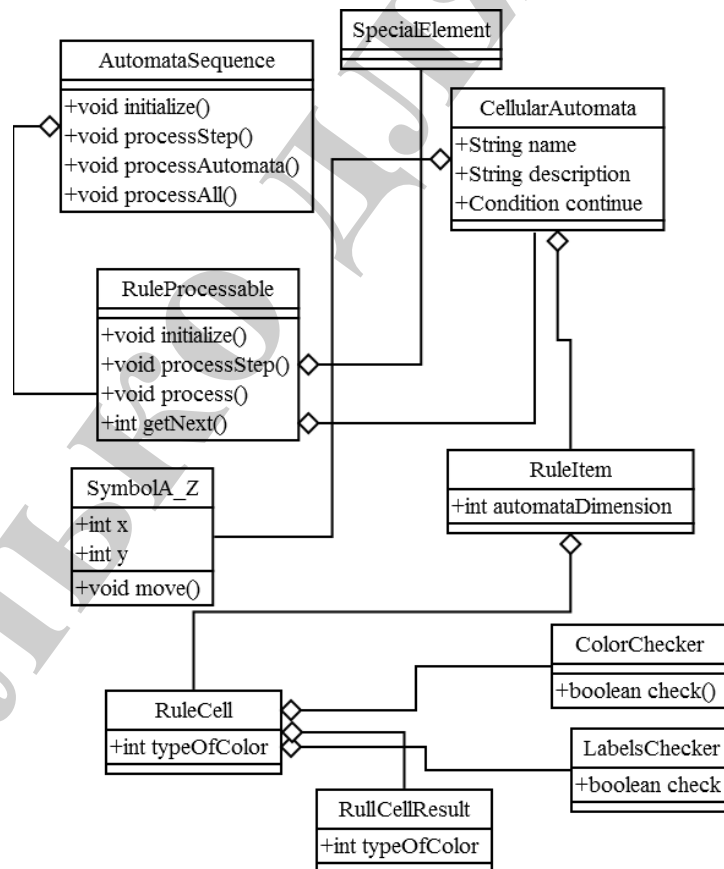 SpecialElement
AutomataSequence
+void initialize()
+void processStep()
+void processAutomata()
+void processAll()
CellularAutomata
+String name
+String description
+Condition continue
RuleProcessable
+void initialize()
+void processStep()
+void process()
+int getNext()
RuleItem
+int automataDimension
SymbolA_Z
+int x
+int y
+void move()
ColorChecker
+boolean check()
RuleCell
+int typeOfColor
LabelsChecker
+boolean check
RullCellResult
+int typeOfColor
ЛЬКО ДЛЯ